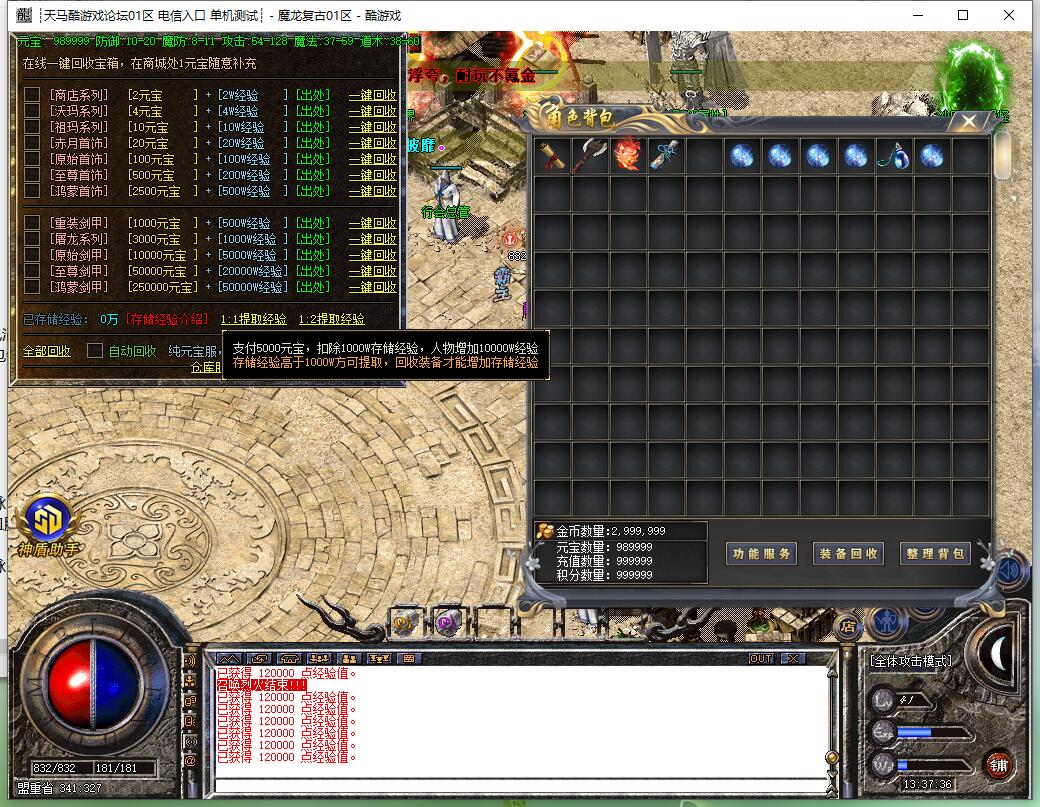 天马酷游戏论坛01区 电信入口 单机测试 - 魔龙复古01区 - 酷游戏
元宝: 989999 防御:10-20 魔防:8-11 攻击:54-128 魔法:37-59 道术:38-60
在线一键回收宝箱，在商城处1元宝随意补充
浮夸，耐玩不氪金
[商店系列] [2元宝 ] + [2W经验 ] [出处] 一键回收
[沃玛系列] [4元宝 ] + [4W经验 ] [出处] 一键回收
[祖玛系列] [10元宝 ] + [10W经验 ] [出处] 一键回收
[赤月首饰] [20元宝 ] + [20W经验 ] [出处] 一键回收
[原始首饰] [100元宝 ] + [100W经验 ] [出处] 一键回收
[至尊首饰] [500元宝 ] + [200W经验 ] [出处] 一键回收
[鸿蒙首饰] [2500元宝 ] + [500W经验 ] [出处] 一键回收
[重装剑甲] [1000元宝 ] + [500W经验 ] [出处] 一键回收
[屠龙系列] [3000元宝 ] + [1000W经验 ] [出处] 一键回收
[原始剑甲] [10000元宝 ] + [5000W经验 ] [出处] 一键回收
[至尊剑甲] [50000元宝 ] + [20000W经验] [出处] 一键回收
[鸿蒙剑甲] [250000元宝] + [50000W经验] [出处] 一键回收
已存储经验: 0万 [存储经验介绍] 1:1提取经验 1:2提取经验
全部回收 自动回收 纯元宝服，
仓库
支付5000元宝，扣除1000W存储经验，人物增加10000W经验
存储经验高于1000W方可提取，回收装备才能增加存储经验
行会总管
832
霸主
角色背包
金币数量:2,999,999
元宝数量: 989999
充值数量: 999999
积分数量: 999999
功能服务
装备回收
整理背包
神盾助手
店
OUT
已获得 120000 点经验值。
召唤烈火结束!!!!
已获得 120000 点经验值。
已获得 120000 点经验值。
已获得 120000 点经验值。
已获得 120000 点经验值。
已获得 120000 点经验值。
已获得 120000 点经验值。
[全体攻击模式]
Lv 41
Exp
Wt
铺
13:37:36
832/832 181/181
盟重省 341:327